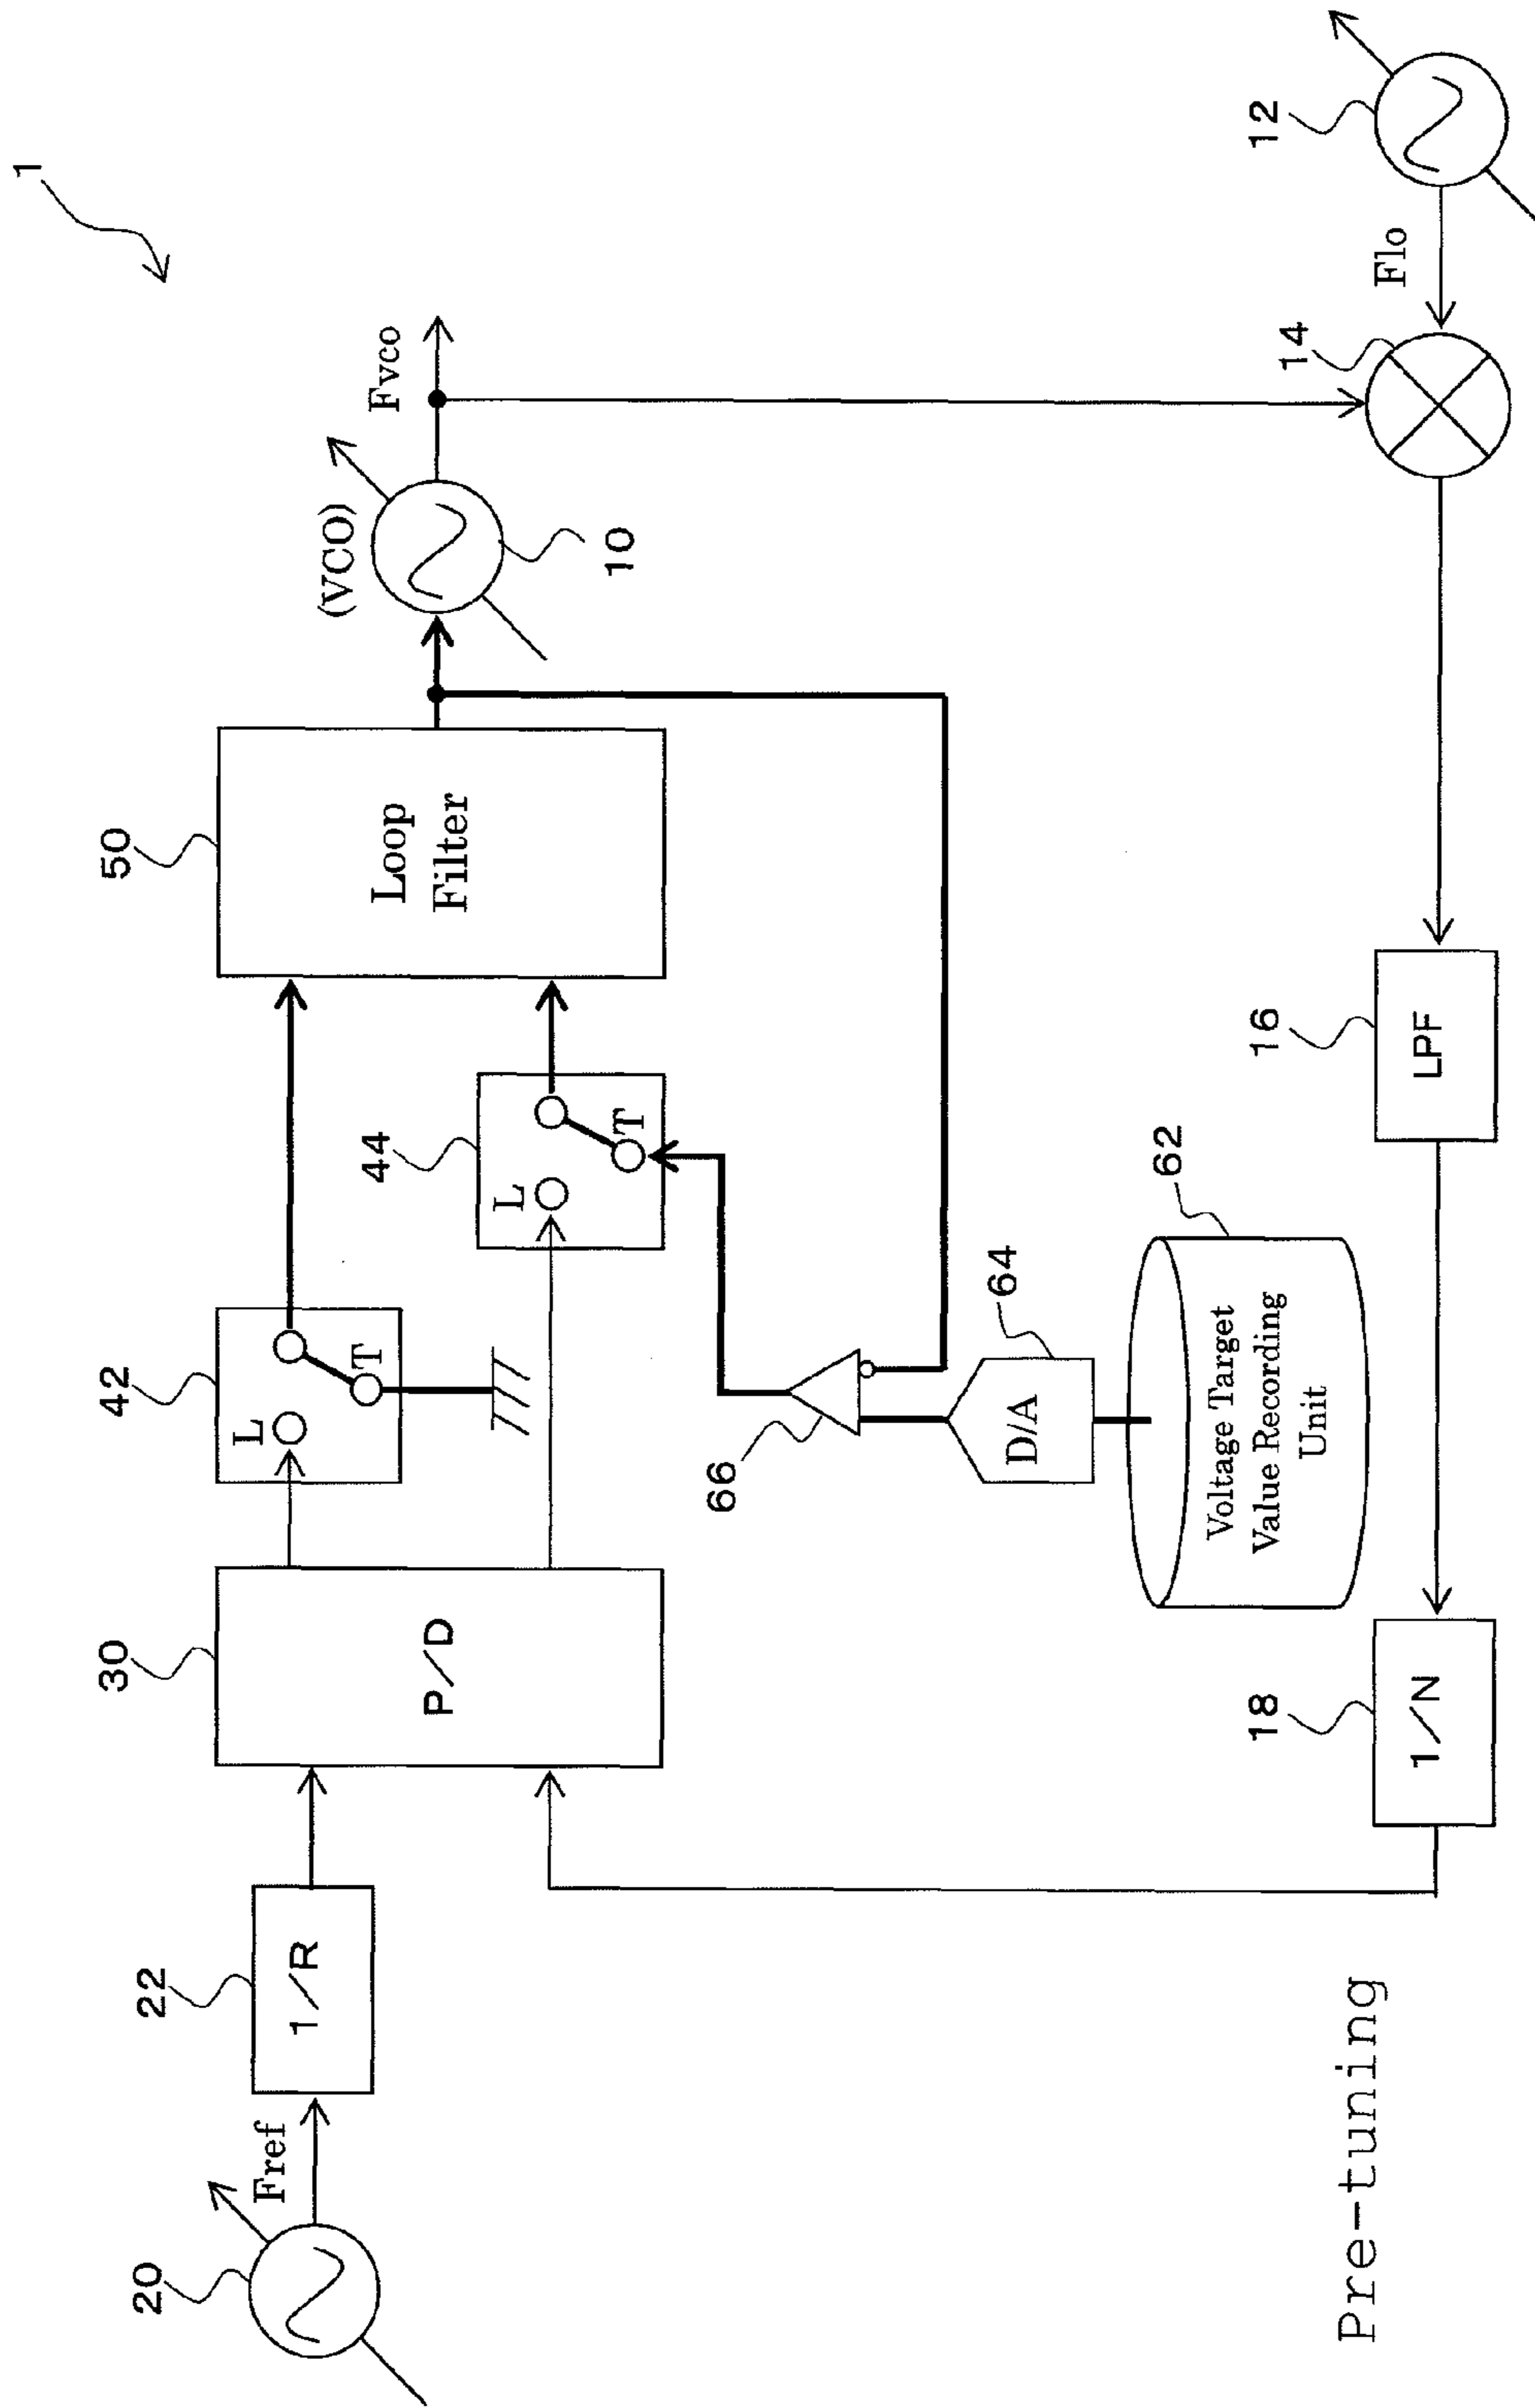 1
20
Fref
22
1/R
30
P/D
42
L
T
44
L
T
50
Loop
Filter
(VCO)
10
Fvco
66
64
D/A
62
Voltage Target
Value Recording
Unit
18
1/N
16
LPF
14
Flo
12
Pre-tuning